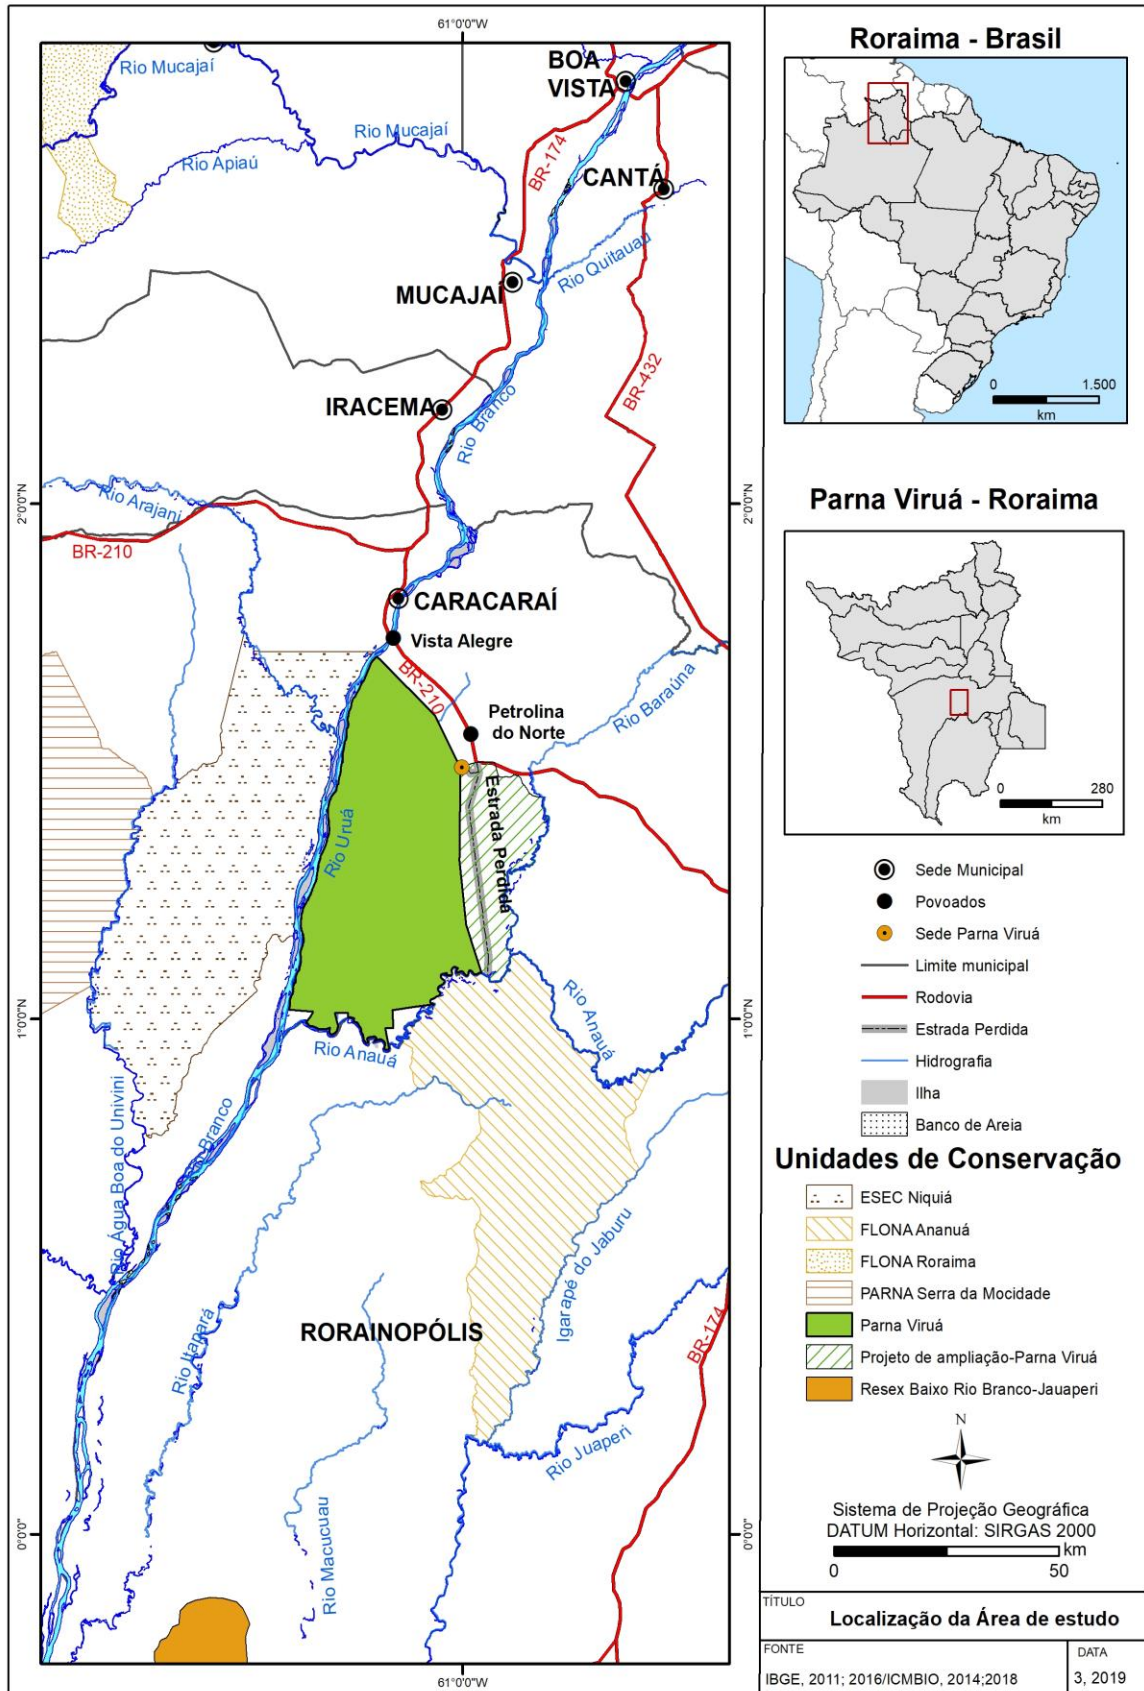 61°0'0"W
Rio Mucajaí
BOA
VISTA
Rio Mucajaí
Rio Apiaú
BR-174
CANTÁ
Rio Quitauau
MUCAJAÍ
BR-432
IRACEMA
Rio Branco
2°0'0"N
2°0'0"N
Rio Arajani
BR-210
CARACARAÍ
Vista Alegre
BR-210
Rio Baraúna
Petrolina
do Norte
Estrada Perdida
Rio Uruá
1°0'0"N
1°0'0"N
Rio Anauá
Rio Anauá
Rio Branco
Rio Água Boa do Univini
Igarapé do Jaburu
RORAINOPÓLIS
Rio Itapará
BR-174
Rio Juaperi
0°0'0"
0°0'0"
Rio Macucuau
61°0'0"W
Roraima - Brasil
0
1.500
km
Parna Viruá - Roraima
0
280
km
Sede Municipal
Povoados
Sede Parna Viruá
Limite municipal
Rodovia
Estrada Perdida
Hidrografia
Ilha
Banco de Areia
Unidades de Conservação
ESEC Niquiá
FLONA Ananuá
FLONA Roraima
PARNA Serra da Mocidade
Parna Viruá
Projeto de ampliação-Parna Viruá
Resex Baixo Rio Branco-Jauaperi
N
Sistema de Projeção Geográfica
DATUM Horizontal: SIRGAS 2000
km
0
50
TÍTULO
Localização da Área de estudo
FONTE
IBGE, 2011; 2016/ICMBIO, 2014;2018
DATA
3, 2019